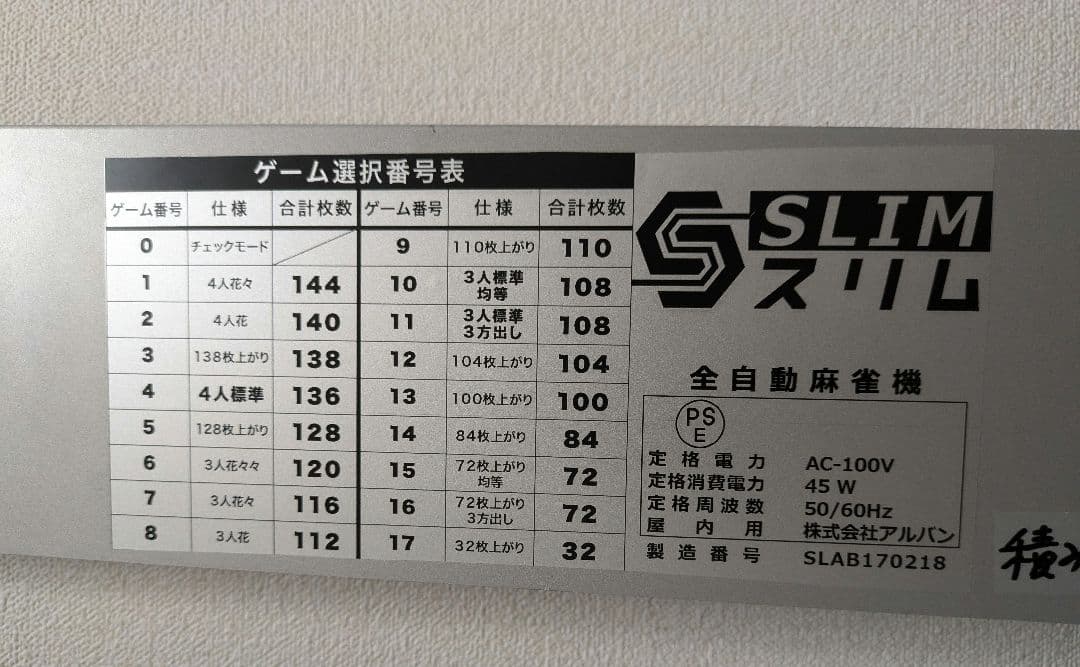 ゲーム選択番号表
ゲーム番号 仕様 合計枚数 ゲーム番号 仕様 合計枚数
0 チェックモード 9 110枚上がり 110
1 4人花々 144 10 3人標準均等 108
2 4人花 140 11 3人標準3方出し 108
3 138枚上がり 138 12 104枚上がり 104
4 4人標準 136 13 100枚上がり 100
5 128枚上がり 128 14 84枚上がり 84
6 3人花々々 120 15 72枚上がり均等 72
7 3人花々 116 16 72枚上がり3方出し 72
8 3人花 112 17 32枚上がり 32
SLIM
スリム
全自動麻雀機
PS
E
定格電力 AC-100V
定格消費電力 45 W
定格周波数 50/60Hz
屋内用 株式会社アルバン
製造番号 SLAB170218
積み